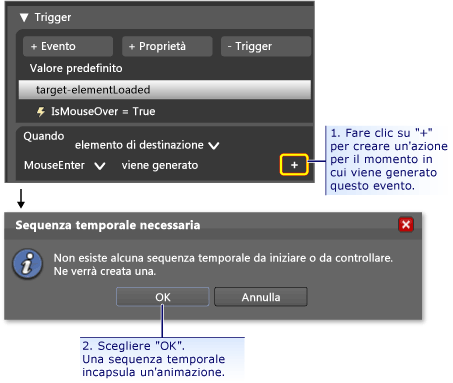 Trigger
+ Evento
+ Proprietà
- Trigger
Valore predefinito
target-elementLoaded
IsMouseOver = True
Quando
elemento di destinazione
MouseEnter
viene generato
+
1. Fare clic su "+"
per creare un'azione
per il momento in
cui viene generato
questo evento.
Sequenza temporale necessaria
Non esiste alcuna sequenza temporale da iniziare o da controllare.
Ne verrà creata una.
OK
Annulla
2. Scegliere "OK".
Una sequenza temporale
incapsula un'animazione.